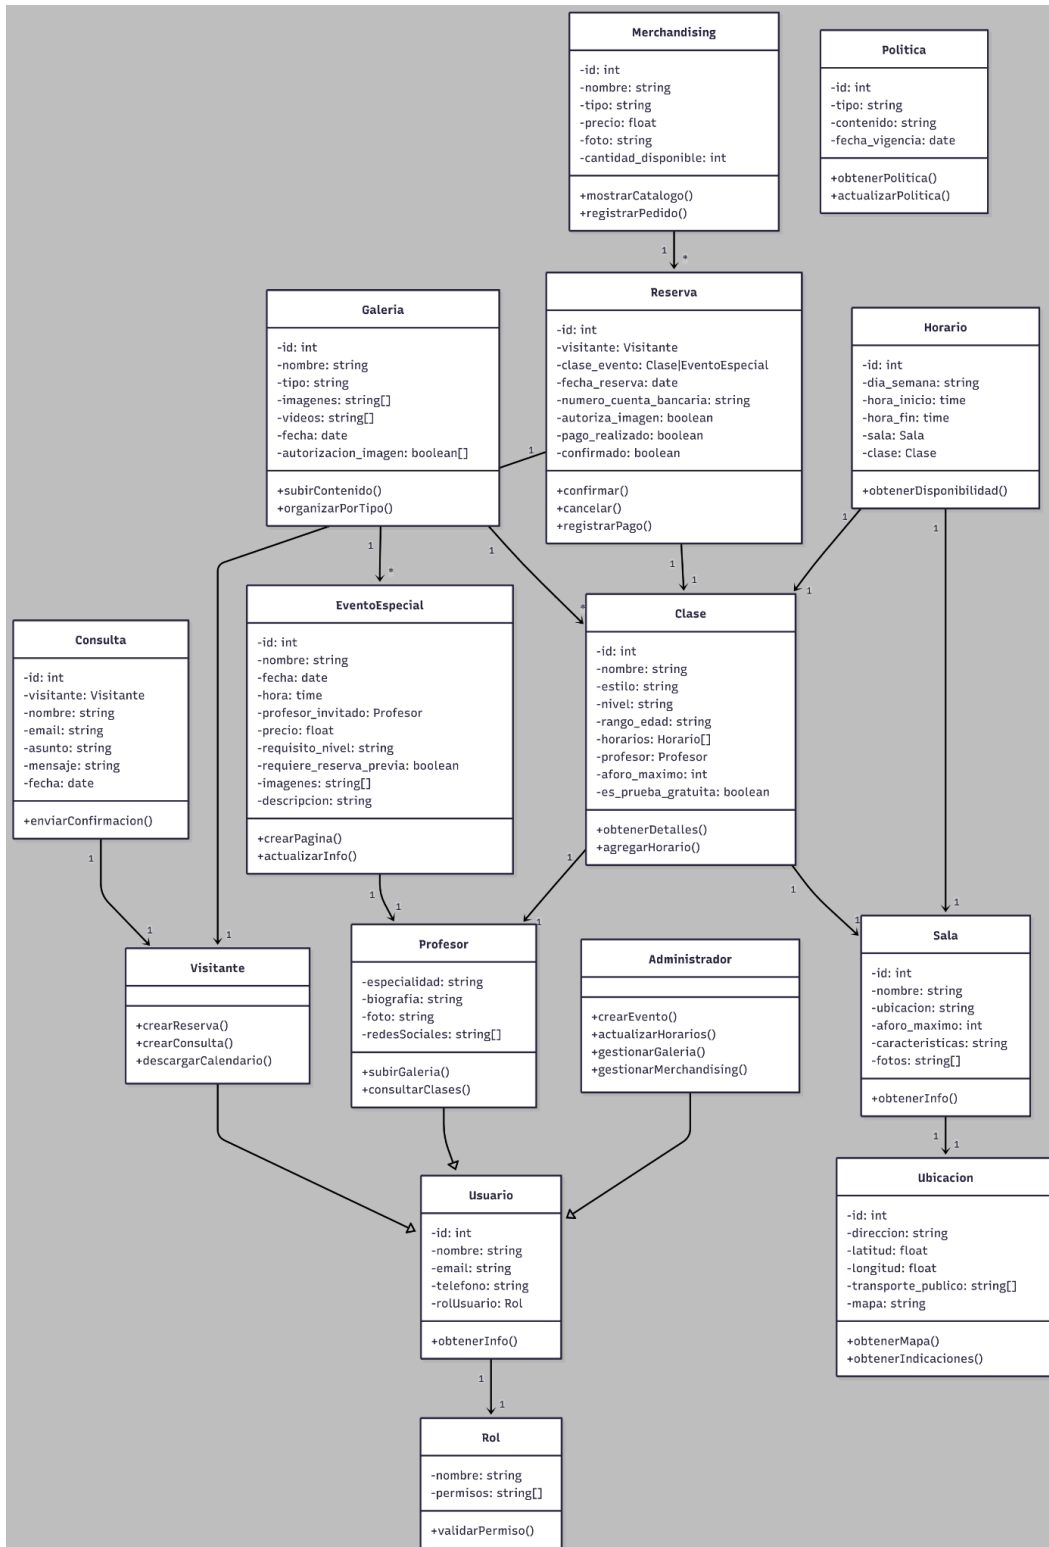 Merchandising
-id: int
-nombre: string
-tipo: string
-precio: float
-foto: string
-cantidad_disponible: int
+mostrarCatalogo()
+registrarPedido()
1
*
Politica
-id: int
-tipo: string
-contenido: string
-fecha_vigencia: date
+obtenerPolitica()
+actualizarPolitica()
Galeria
-id: int
-nombre: string
-tipo: string
-imagenes: string[]
-videos: string[]
-fecha: date
-autorizacion_imagen: boolean[]
+subirContenido()
+organizarPorTipo()
1
*
1
*
Reserva
-id: int
-visitante: Visitante
-clase_evento: Clase|EventoEspecial
-fecha_reserva: date
-numero_cuenta_bancaria: string
-autoriza_imagen: boolean
-pago_realizado: boolean
-confirmado: boolean
+confirmar()
+cancelar()
+registrarPago()
1
1
1
1
Horario
-id: int
-dia_semana: string
-hora_inicio: time
-hora_fin: time
-sala: Sala
-clase: Clase
+obtenerDisponibilidad()
1
1
1
1
Consulta
-id: int
-visitante: Visitante
-nombre: string
-email: string
-asunto: string
-mensaje: string
-fecha: date
+enviarConfirmacion()
1
1
EventoEspecial
-id: int
-nombre: string
-fecha: date
-hora: time
-profesor_invitado: Profesor
-precio: float
-requisito_nivel: string
-requiere_reserva_previa: boolean
-imagenes: string[]
-descripcion: string
+crearPagina()
+actualizarInfo()
1
1
Clase
-id: int
-nombre: string
-estilo: string
-nivel: string
-rango_edad: string
-horarios: Horario[]
-profesor: Profesor
-aforo_maximo: int
-es_prueba_gratuita: boolean
+obtenerDetalles()
+agregarHorario()
1
1
1
1
Visitante
+crearReserva()
+crearConsulta()
+descargarCalendario()
Profesor
-especialidad: string
-biografia: string
-foto: string
-redesSociales: string[]
+subirGaleria()
+consultarClases()
Administrador
+crearEvento()
+actualizarHorarios()
+gestionarGaleria()
+gestionarMerchandising()
Sala
-id: int
-nombre: string
-ubicacion: string
-aforo_maximo: int
-caracteristicas: string
-fotos: string[]
+obtenerInfo()
1
1
Usuario
-id: int
-nombre: string
-email: string
-telefono: string
-rolUsuario: Rol
+obtenerInfo()
1
1
Ubicacion
-id: int
-direccion: string
-latitud: float
-longitud: float
-transporte_publico: string[]
-mapa: string
+obtenerMapa()
+obtenerIndicaciones()
Rol
-nombre: string
-permisos: string[]
+validarPermiso()